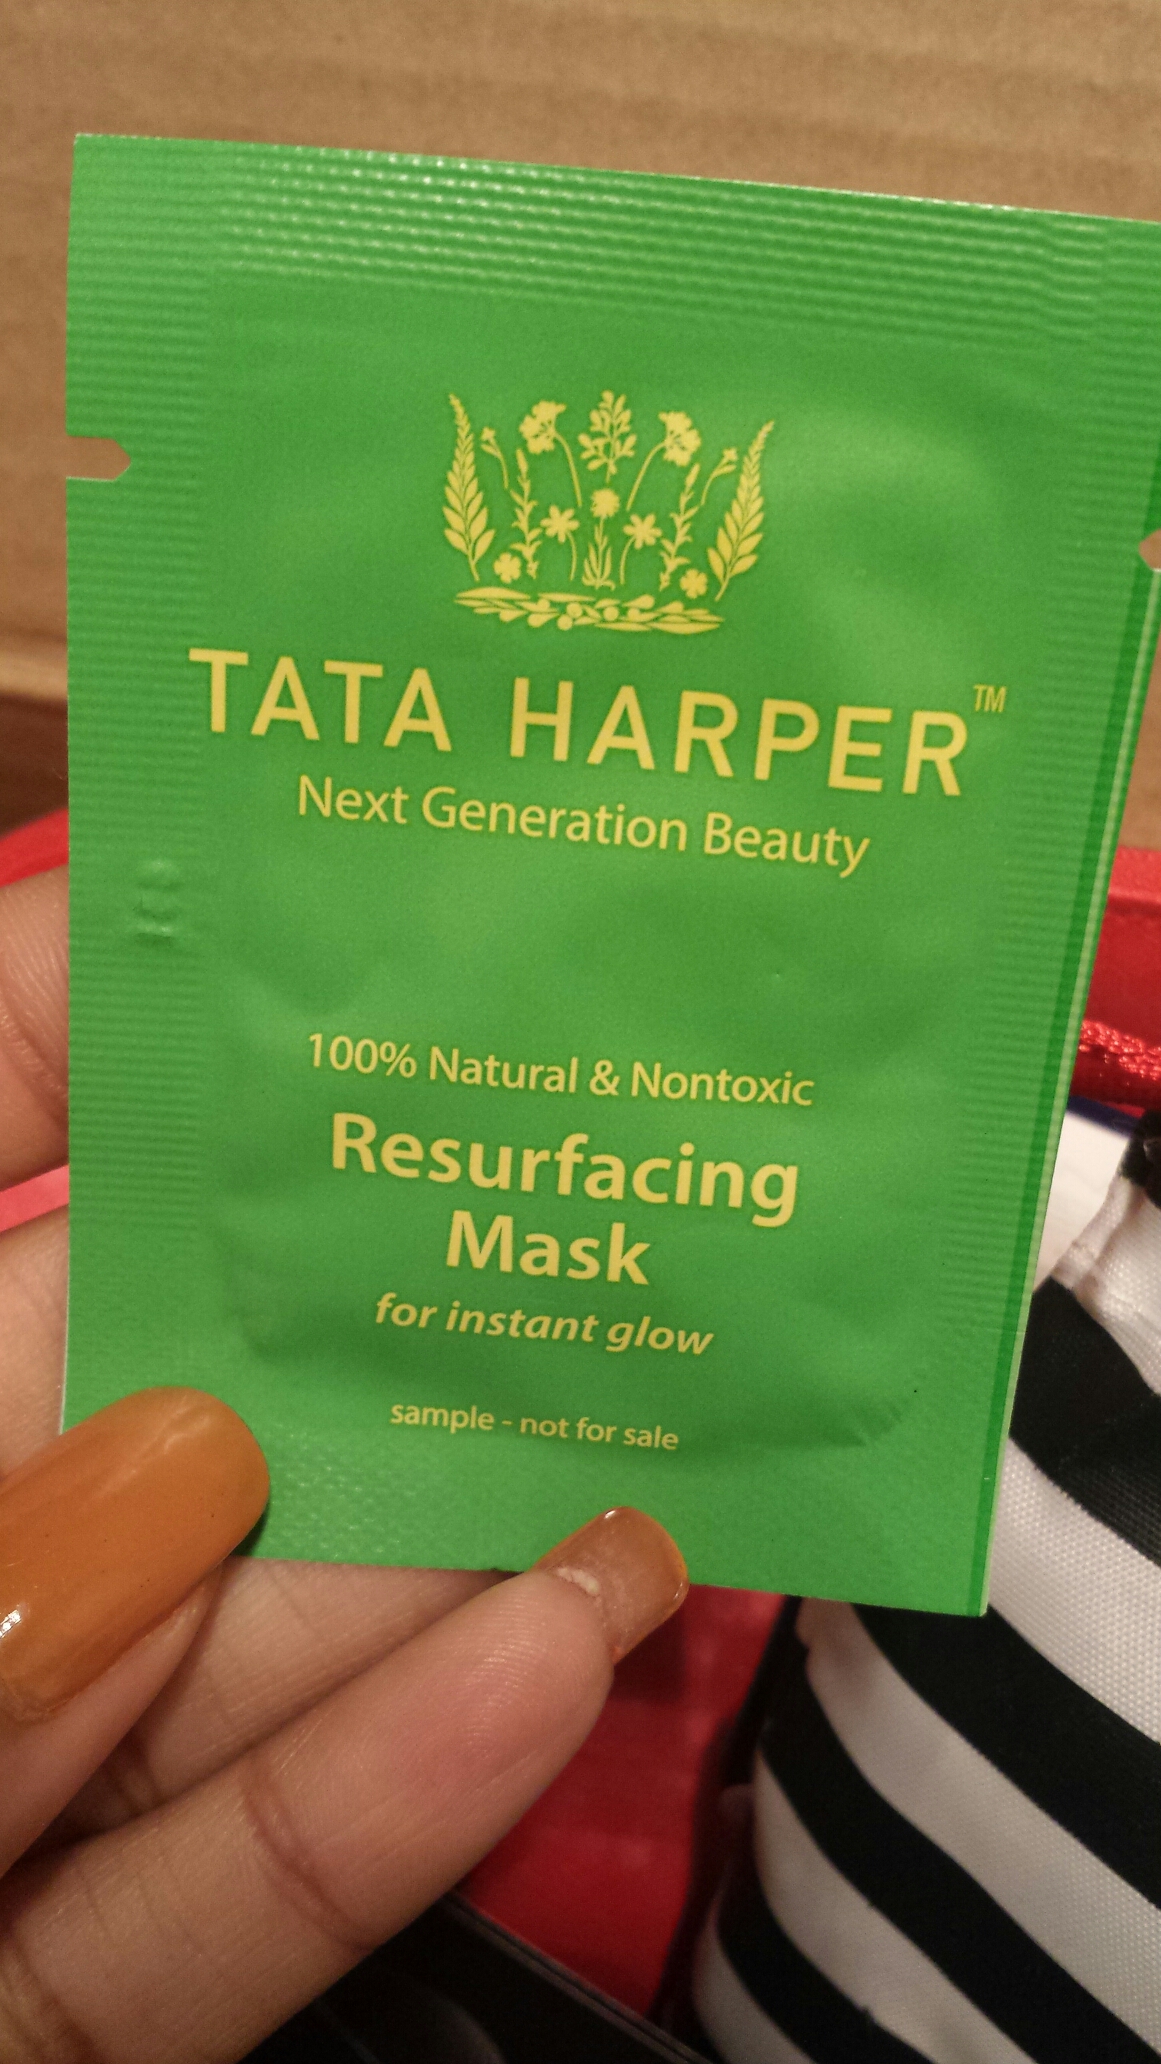 TATA HARPER™
Next Generation Beauty
100% Natural & Nontoxic
Resurfacing
Mask
for instant glow
sample - not for sale